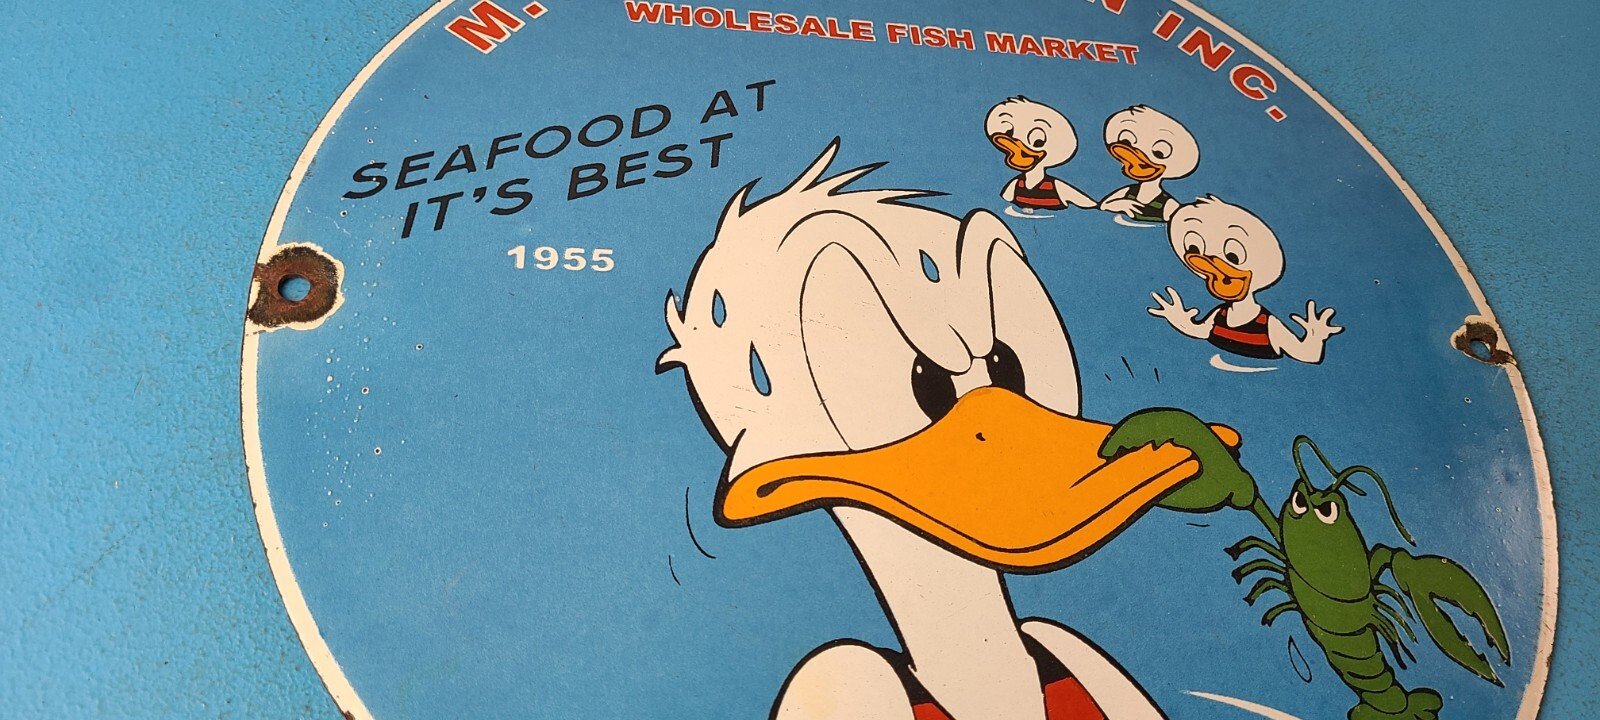 M. INC.
WHOLESALE FISH MARKET
SEAFOOD AT
IT'S BEST
1955